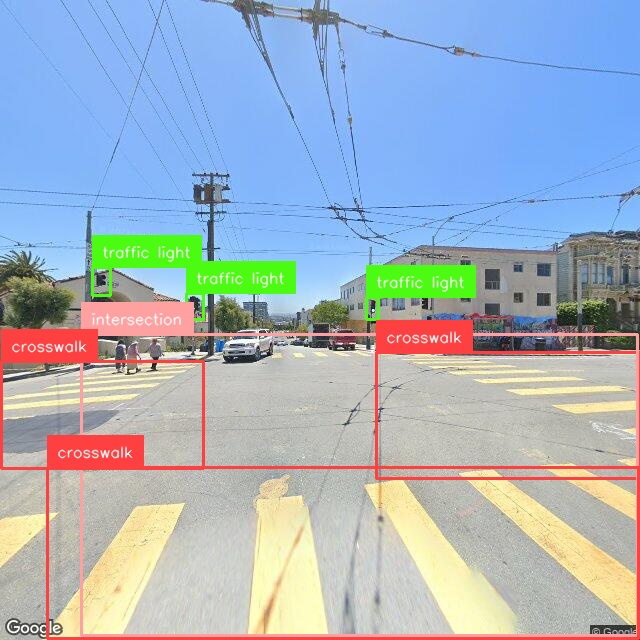 traffic light
traffic light
traffic light
intersection
crosswalk
crosswalk
crosswalk
Google
© Google